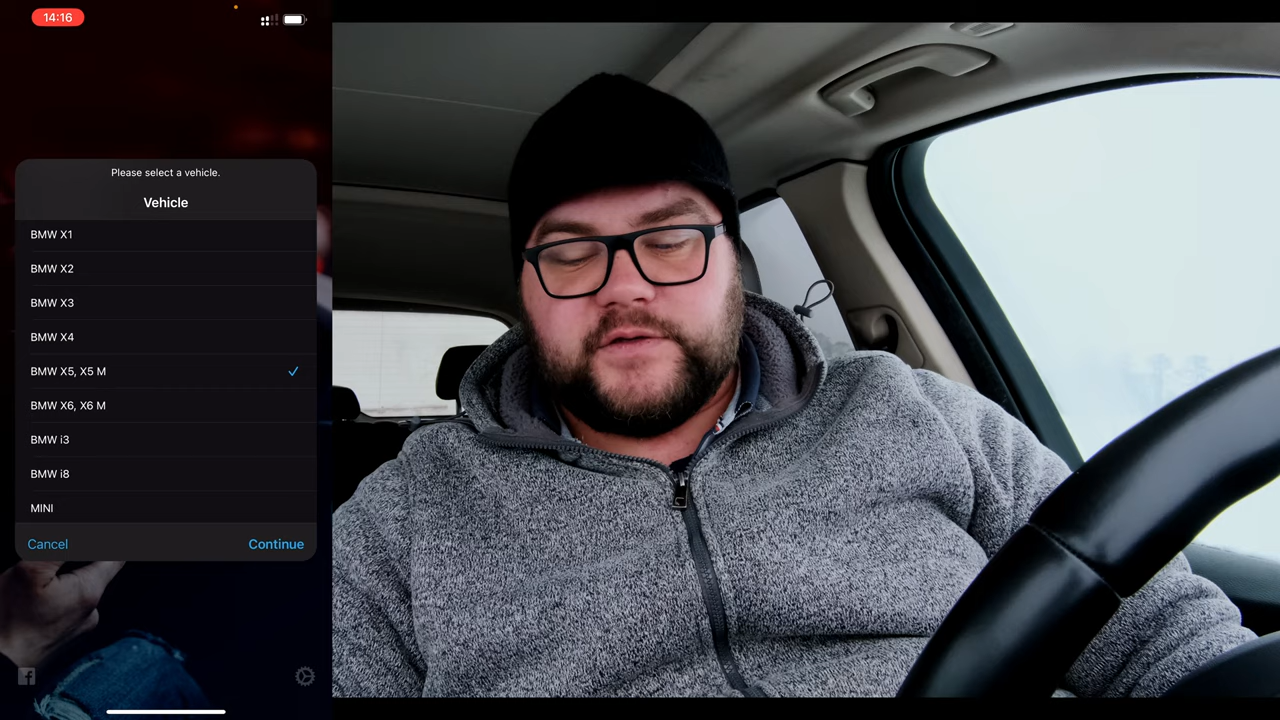 14:16
Please select a vehicle.
Vehicle
BMW X1
BMW X2
BMW X3
BMW X4
BMW X5, X5 M
BMW X6, X6 M
BMW i3
BMW i8
MINI
Cancel
Continue